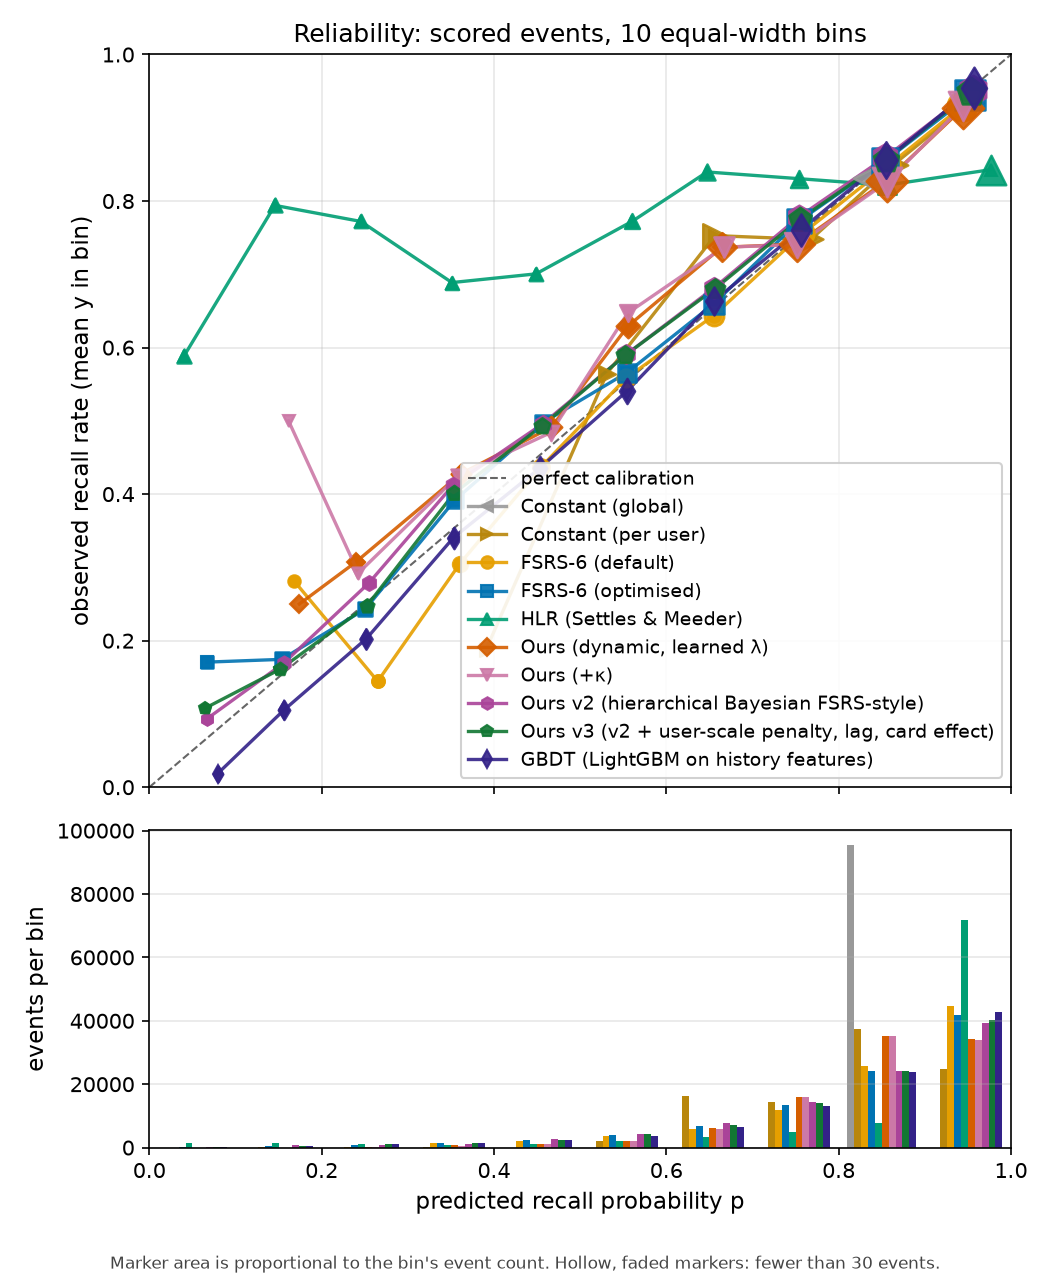 Reliability: scored events, 10 equal-width bins
1.0
0.8
0.6
0.4
0.2
0.0
observed recall rate (mean y in bin)
perfect calibration
Constant (global)
Constant (per user)
FSRS-6 (default)
FSRS-6 (optimised)
HLR (Settles & Meeder)
Ours (dynamic, learned λ)
Ours (+κ)
Ours v2 (hierarchical Bayesian FSRS-style)
Ours v3 (v2 + user-scale penalty, lag, card effect)
GBDT (LightGBM on history features)
100000
80000
60000
40000
20000
0
events per bin
0.0 0.2 0.4 0.6 0.8 1.0
predicted recall probability p
Marker area is proportional to the bin's event count. Hollow, faded markers: fewer than 30 events.